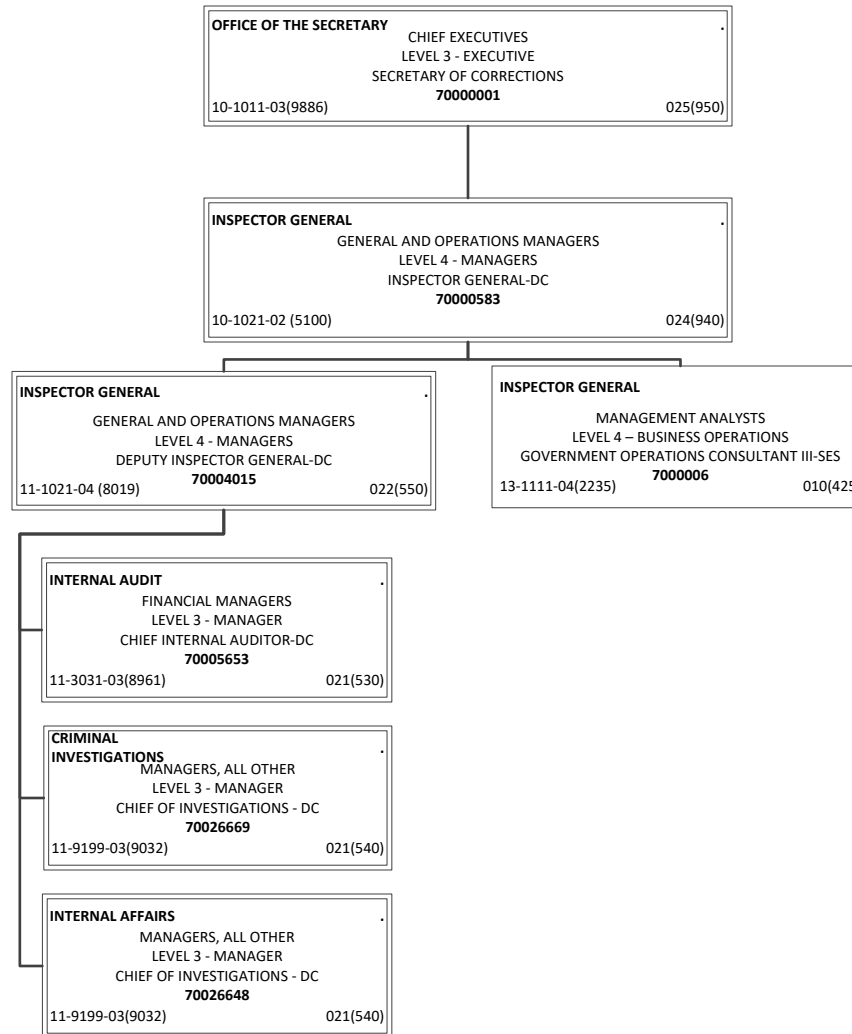 OFFICE OF THE SECRETARY .
CHIEF EXECUTIVES
LEVEL 3 - EXECUTIVE
SECRETARY OF CORRECTIONS
70000001
10-1011-03(9886) 025(950)
INSPECTOR GENERAL .
GENERAL AND OPERATIONS MANAGERS
LEVEL 4 - MANAGERS
INSPECTOR GENERAL-DC
70000583
10-1021-02 (5100) 024(940)
INSPECTOR GENERAL .
GENERAL AND OPERATIONS MANAGERS
LEVEL 4 - MANAGERS
DEPUTY INSPECTOR GENERAL-DC
70004015
11-1021-04 (8019) 022(550)
INSPECTOR GENERAL
MANAGEMENT ANALYSTS
LEVEL 4 – BUSINESS OPERATIONS
GOVERNMENT OPERATIONS CONSULTANT III-SES
7000006
13-1111-04(2235) 010(425
INTERNAL AUDIT .
FINANCIAL MANAGERS
LEVEL 3 - MANAGER
CHIEF INTERNAL AUDITOR-DC
70005653
11-3031-03(8961) 021(530)
CRIMINAL
INVESTIGATIONS .
MANAGERS, ALL OTHER
LEVEL 3 - MANAGER
CHIEF OF INVESTIGATIONS - DC
70026669
11-9199-03(9032) 021(540)
INTERNAL AFFAIRS .
MANAGERS, ALL OTHER
LEVEL 3 - MANAGER
CHIEF OF INVESTIGATIONS - DC
70026648
11-9199-03(9032) 021(540)